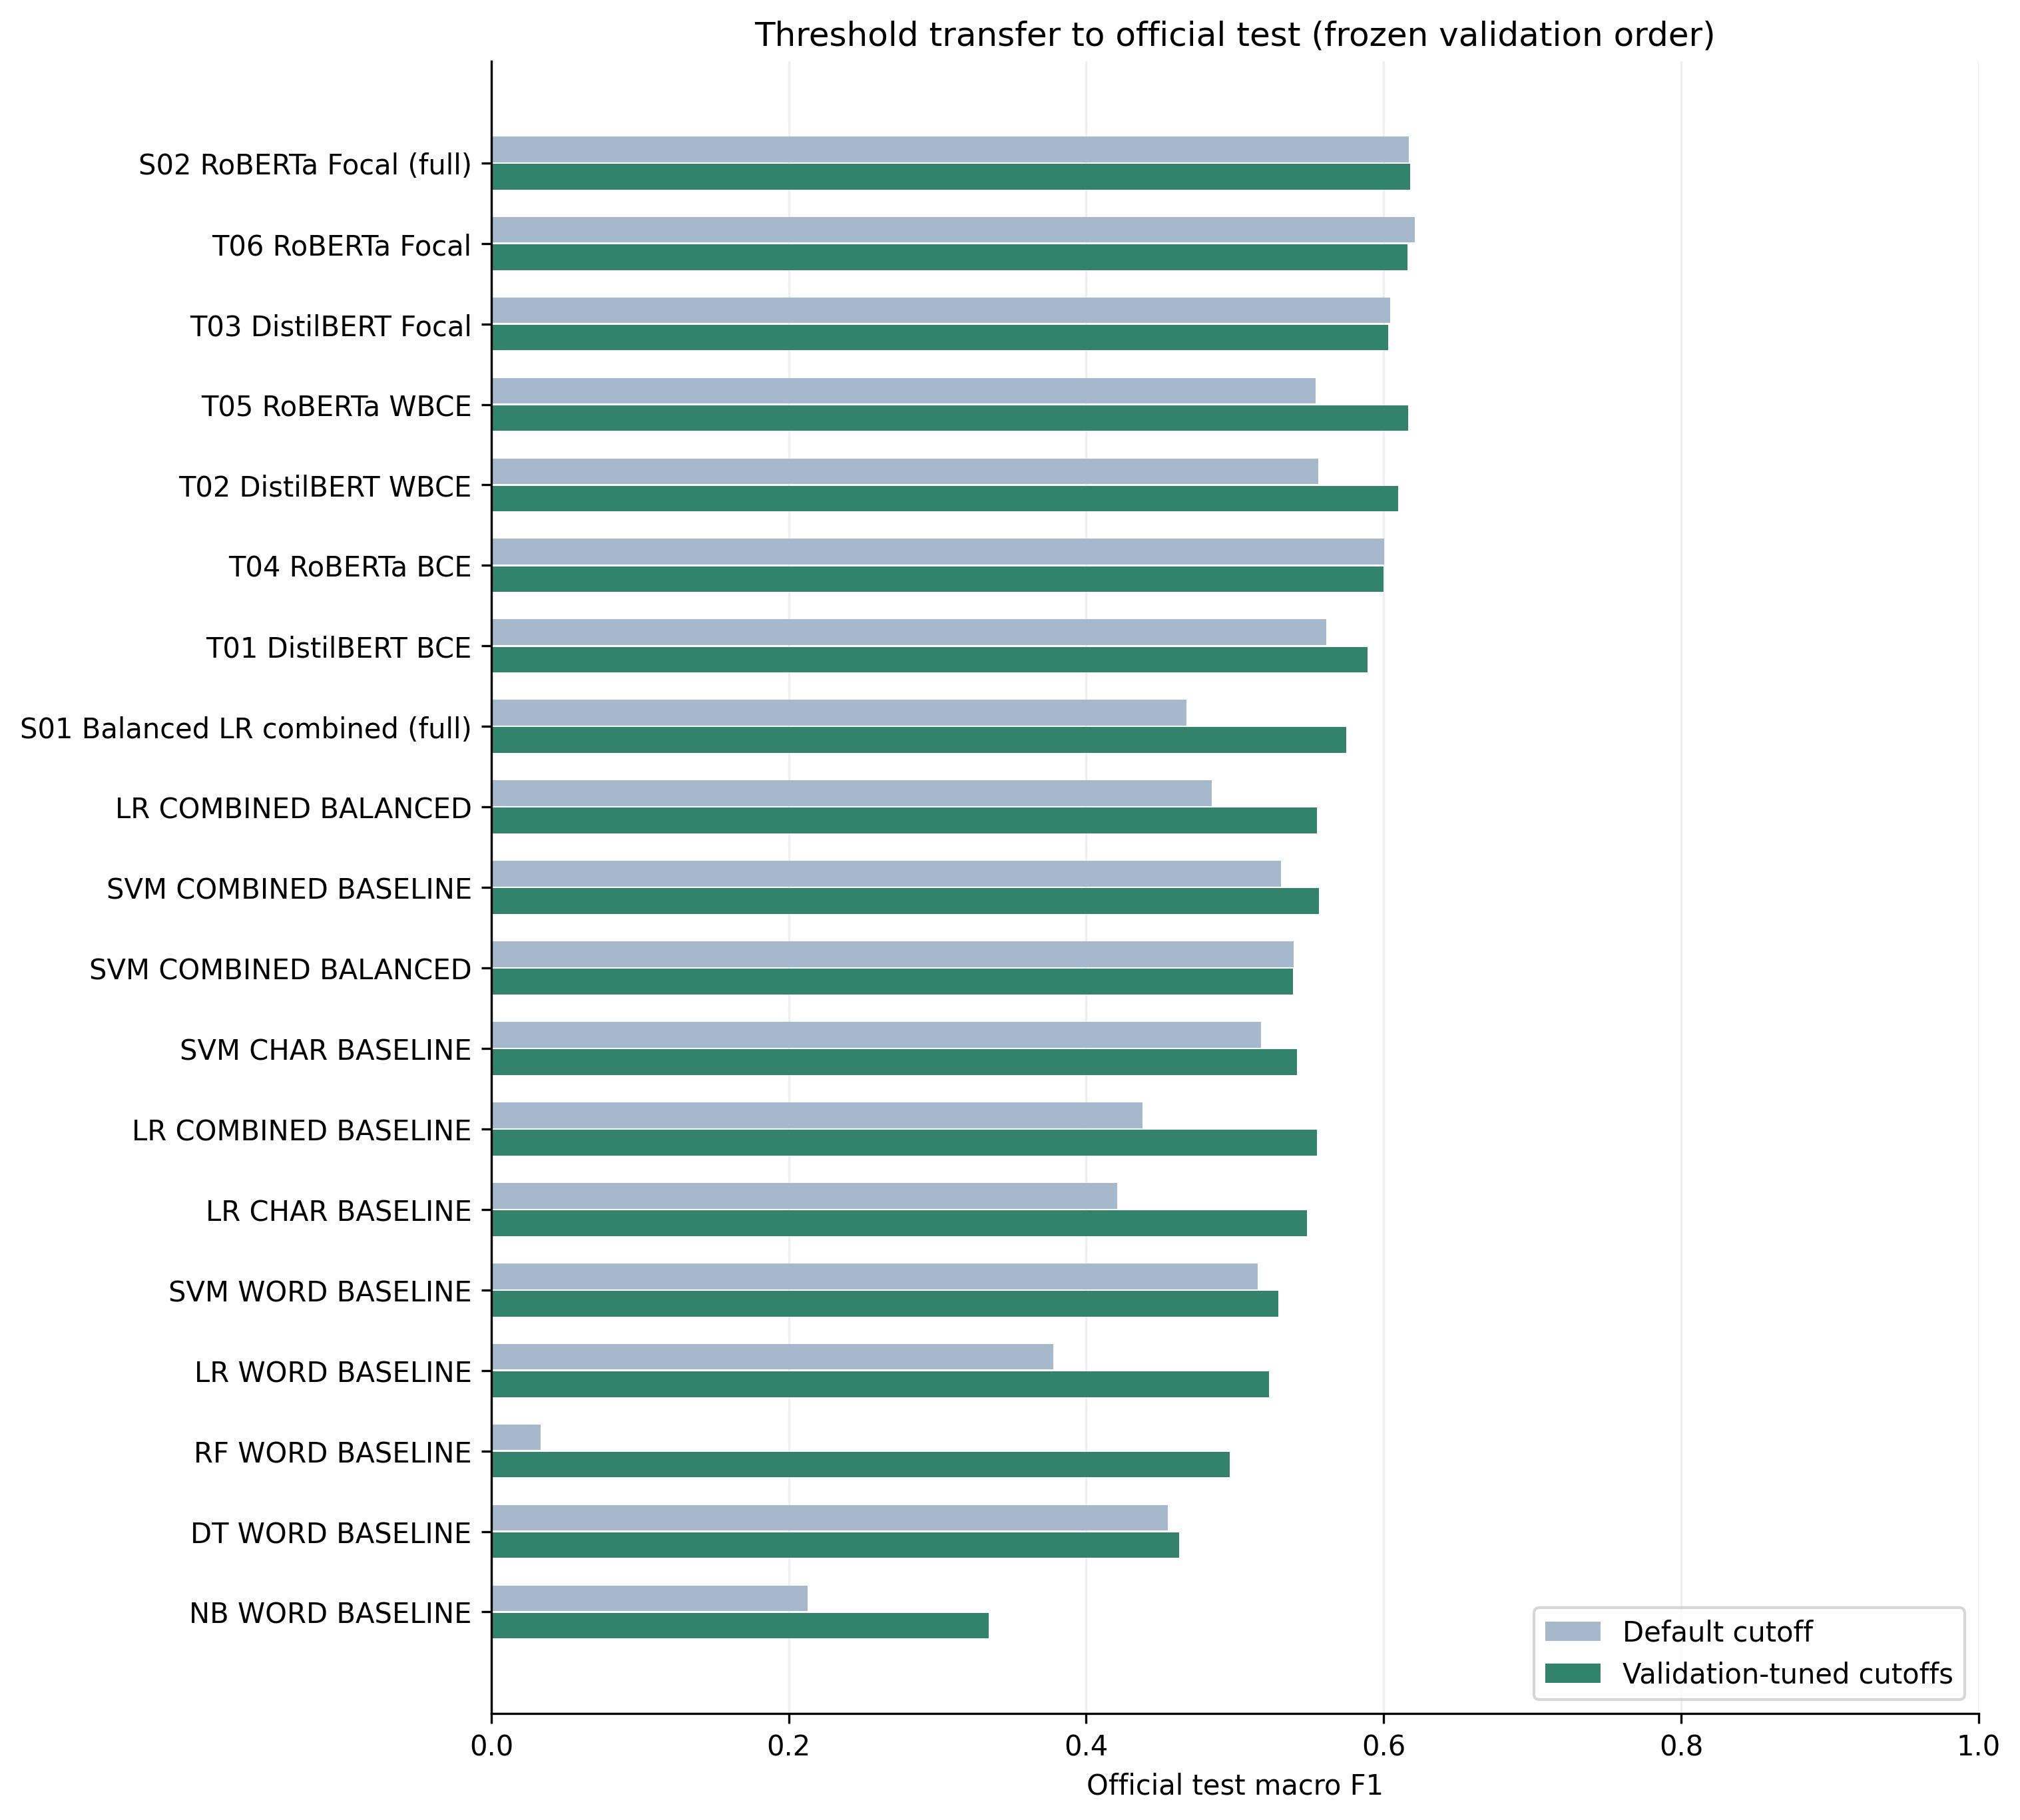 Threshold transfer to official test (frozen validation order)
S02 RoBERTa Focal (full)
T06 RoBERTa Focal
T03 DistilBERT Focal
T05 RoBERTa WBCE
T02 DistilBERT WBCE
T04 RoBERTa BCE
T01 DistilBERT BCE
S01 Balanced LR combined (full)
LR COMBINED BALANCED
SVM COMBINED BASELINE
SVM COMBINED BALANCED
SVM CHAR BASELINE
LR COMBINED BASELINE
LR CHAR BASELINE
SVM WORD BASELINE
LR WORD BASELINE
RF WORD BASELINE
DT WORD BASELINE
NB WORD BASELINE
Default cutoff
Validation-tuned cutoffs
0.0 0.2 0.4 0.6 0.8 1.0
Official test macro F1